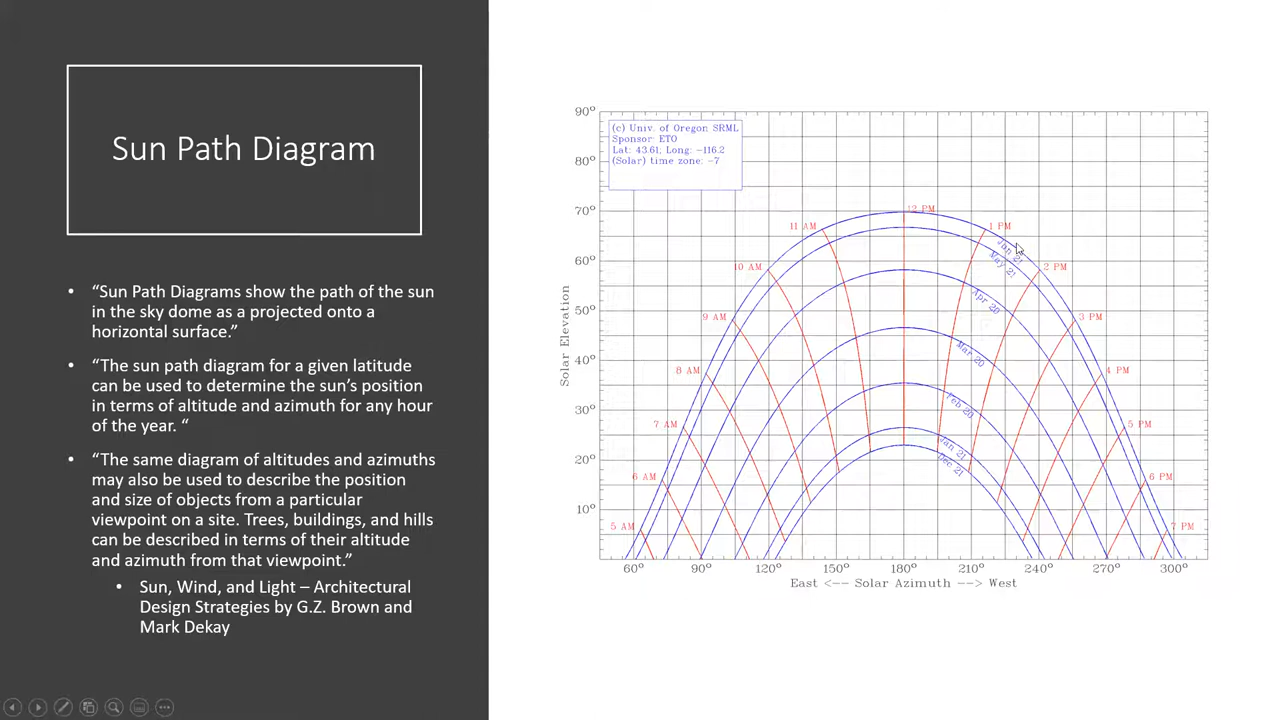 Sun Path Diagram
• “Sun Path Diagrams show the path of the sun
in the sky dome as a projected onto a
horizontal surface.”
• “The sun path diagram for a given latitude
can be used to determine the sun’s position
in terms of altitude and azimuth for any hour
of the year. “
• “The same diagram of altitudes and azimuths
may also be used to describe the position
and size of objects from a particular
viewpoint on a site. Trees, buildings, and hills
can be described in terms of their altitude
and azimuth from that viewpoint.”
• Sun, Wind, and Light – Architectural
Design Strategies by G.Z. Brown and
Mark Dekay
(c) Univ. of Oregon SRML
Sponsor: ETO
Lat: 43.61; Long: -116.2
(Solar) time zone: -7
90°
80°
70°
60°
50°
40°
30°
20°
10°
Solar Elevation
5 AM
6 AM
7 AM
8 AM
9 AM
10 AM
11 AM
12 PM
1 PM
2 PM
3 PM
4 PM
5 PM
6 PM
7 PM
21
May 21
Apr 20
Mar 20
Feb 20
Jan 21
Dec 21
60° 90° 120° 150° 180° 210° 240° 270° 300°
East <-- Solar Azimuth --> West